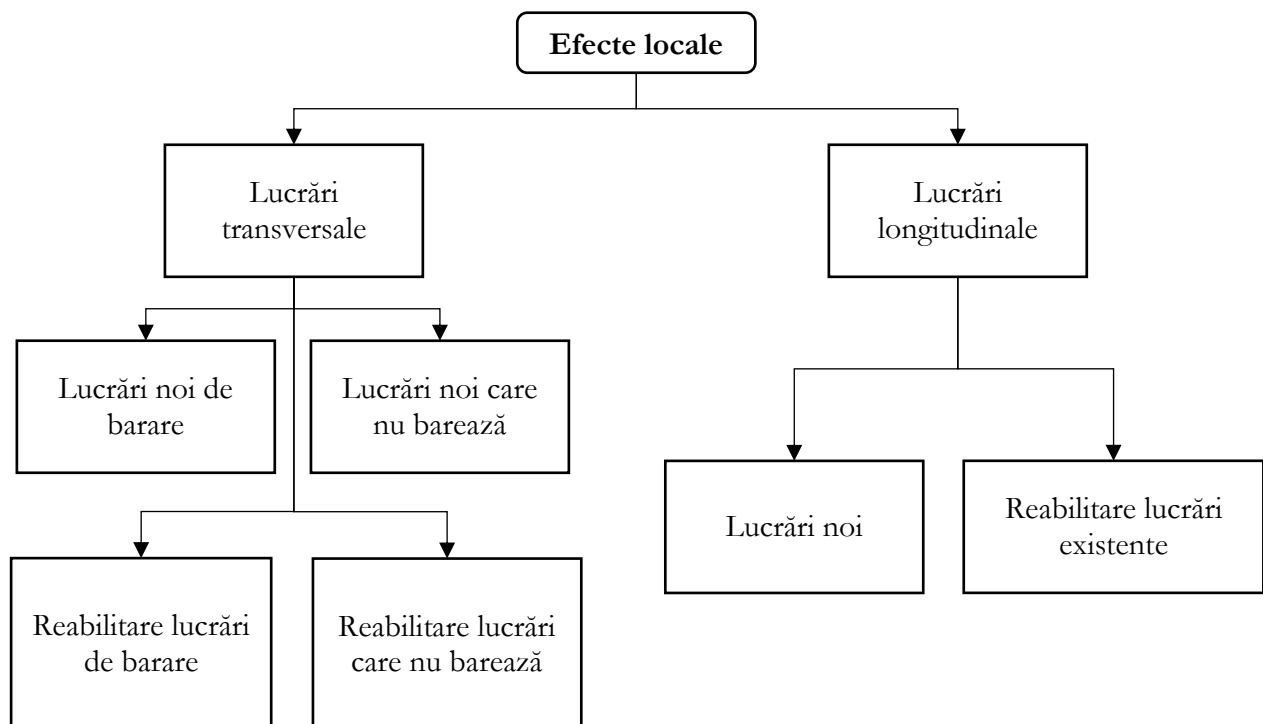 Efecte locale
Lucrări
transversale
Lucrări
longitudinale
Lucrări noi de
barare
Lucrări noi care
nu barează
Lucrări noi
Reabilitare lucrări
existente
Reabilitare lucrări
de barare
Reabilitare lucrări
care nu barează